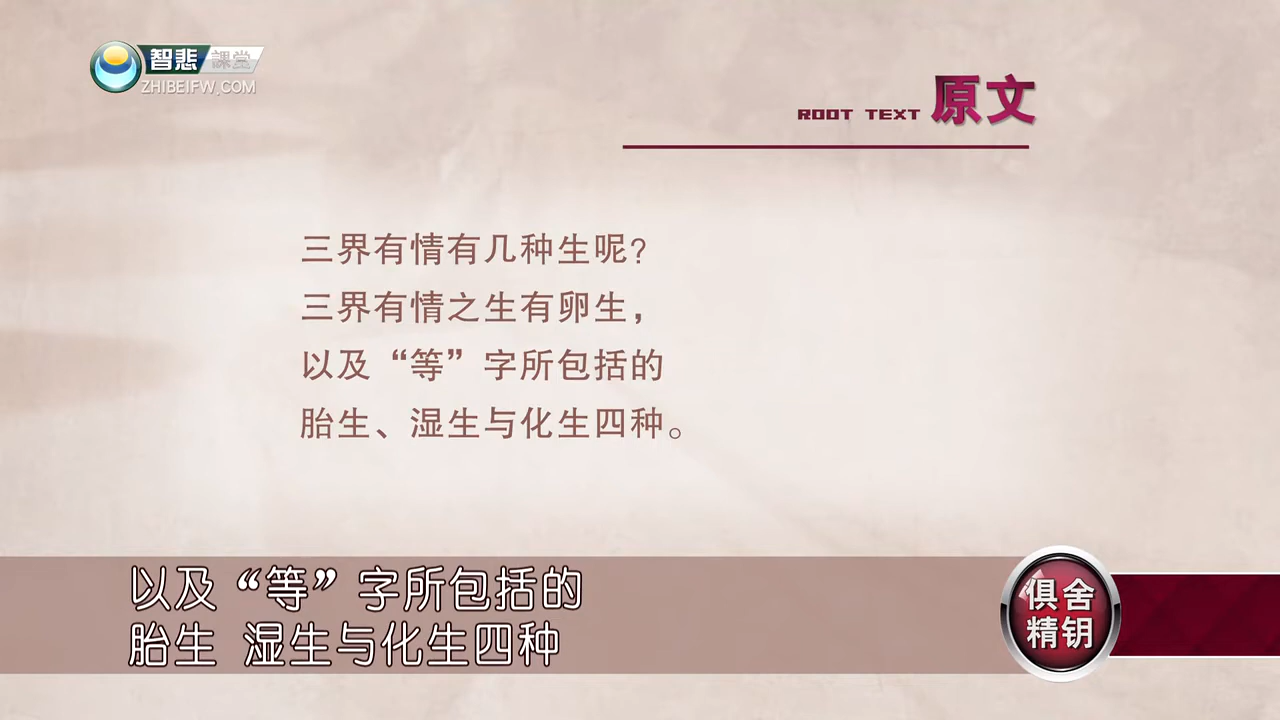 智悲 課堂
ZHIBEIFW.COM
ROOT TEXT 原文
三界有情有几种生呢?
三界有情之生有卵生，
以及“等”字所包括的
胎生、湿生与化生四种。
以及“等”字所包括的
胎生 湿生与化生四种
俱舍
精钥